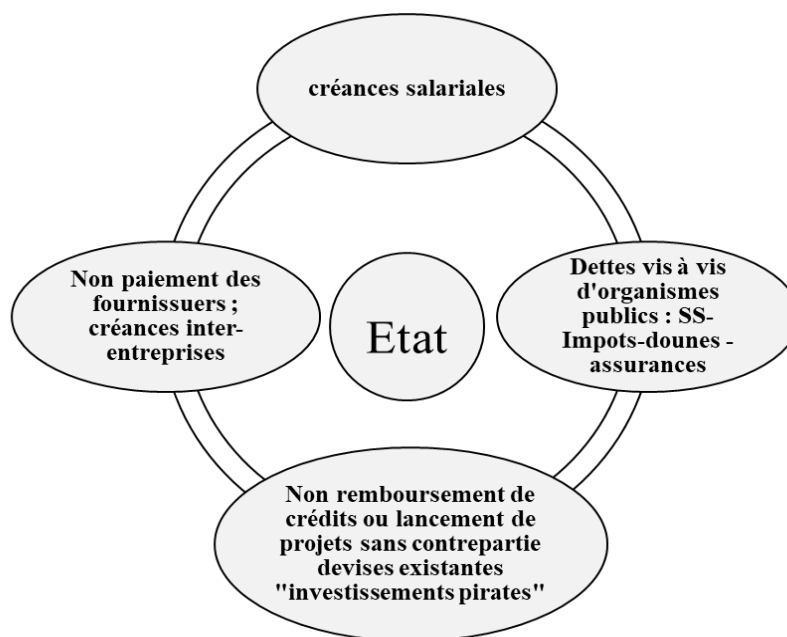 créances salariales
Non paiement des
fournissuers ;
créances inter-
entreprises
Etat
Dettes vis à vis
d'organismes
publics : SS-
Impots-dounes -
assurances
Non remboursement de
crédits ou lancement de
projets sans contrepartie
devises existantes
"investissements pirates"